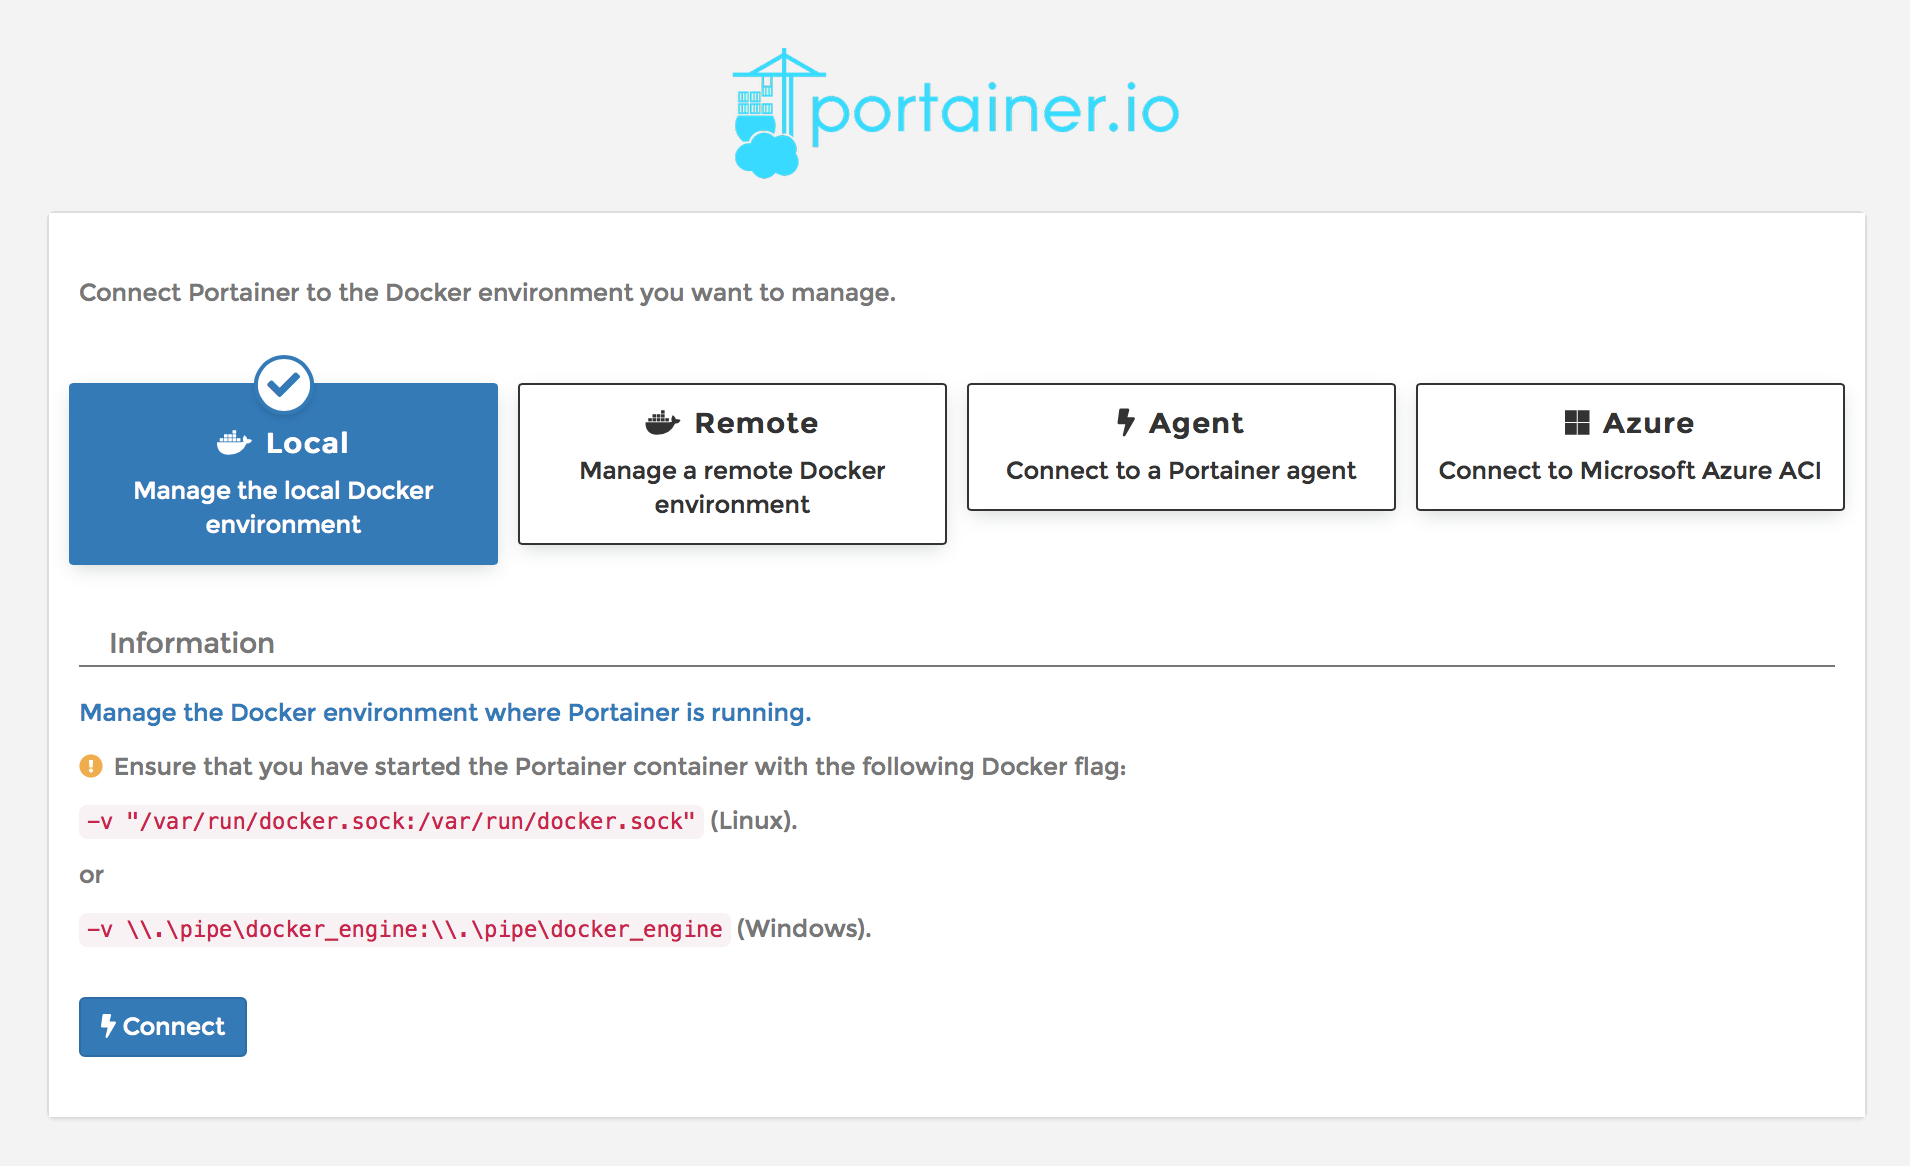 portainer.io
Connect Portainer to the Docker environment you want to manage.
Local
Manage the local Docker
environment
Remote
Manage a remote Docker
environment
Agent
Connect to a Portainer agent
Azure
Connect to Microsoft Azure ACI
Information
Manage the Docker environment where Portainer is running.
Ensure that you have started the Portainer container with the following Docker flag:
-v "/var/run/docker.sock:/var/run/docker.sock" (Linux).
or
-v \\.\pipe\docker_engine:\\.\pipe\docker_engine (Windows).
Connect